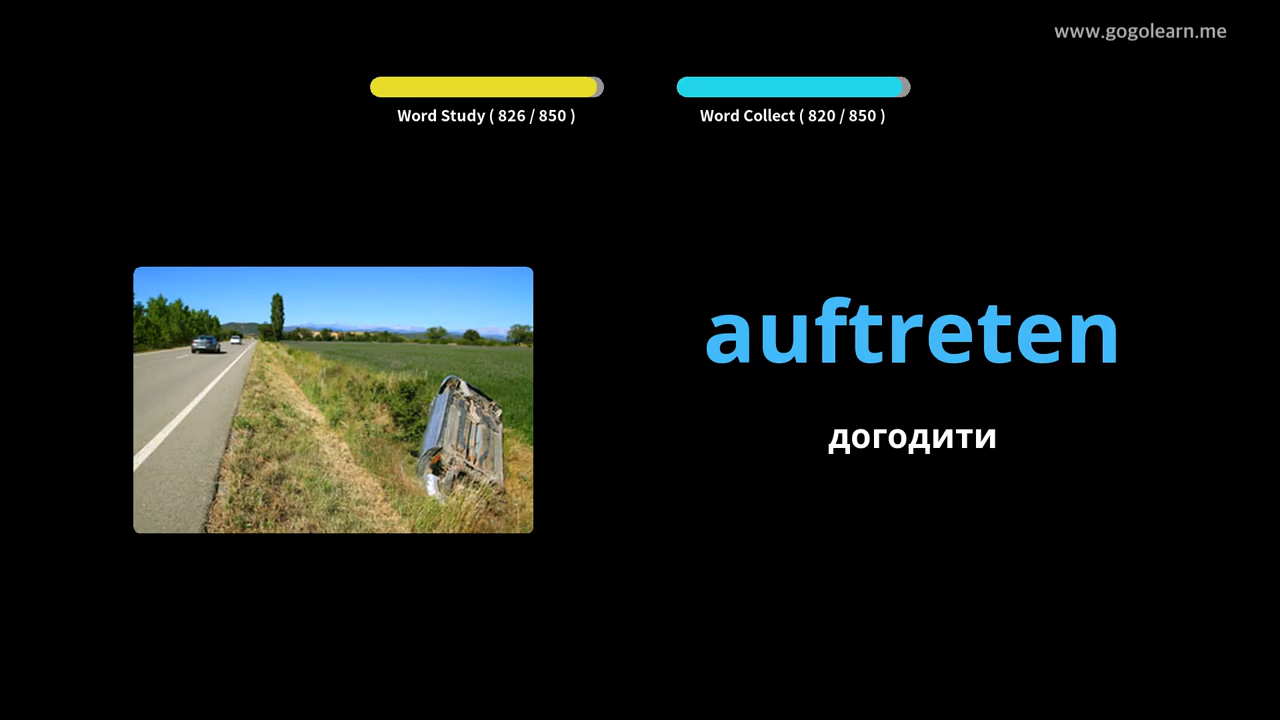 www.gogolearn.me
Word Study ( 826 / 850 )
Word Collect ( 820 / 850 )
auftreten
догодити